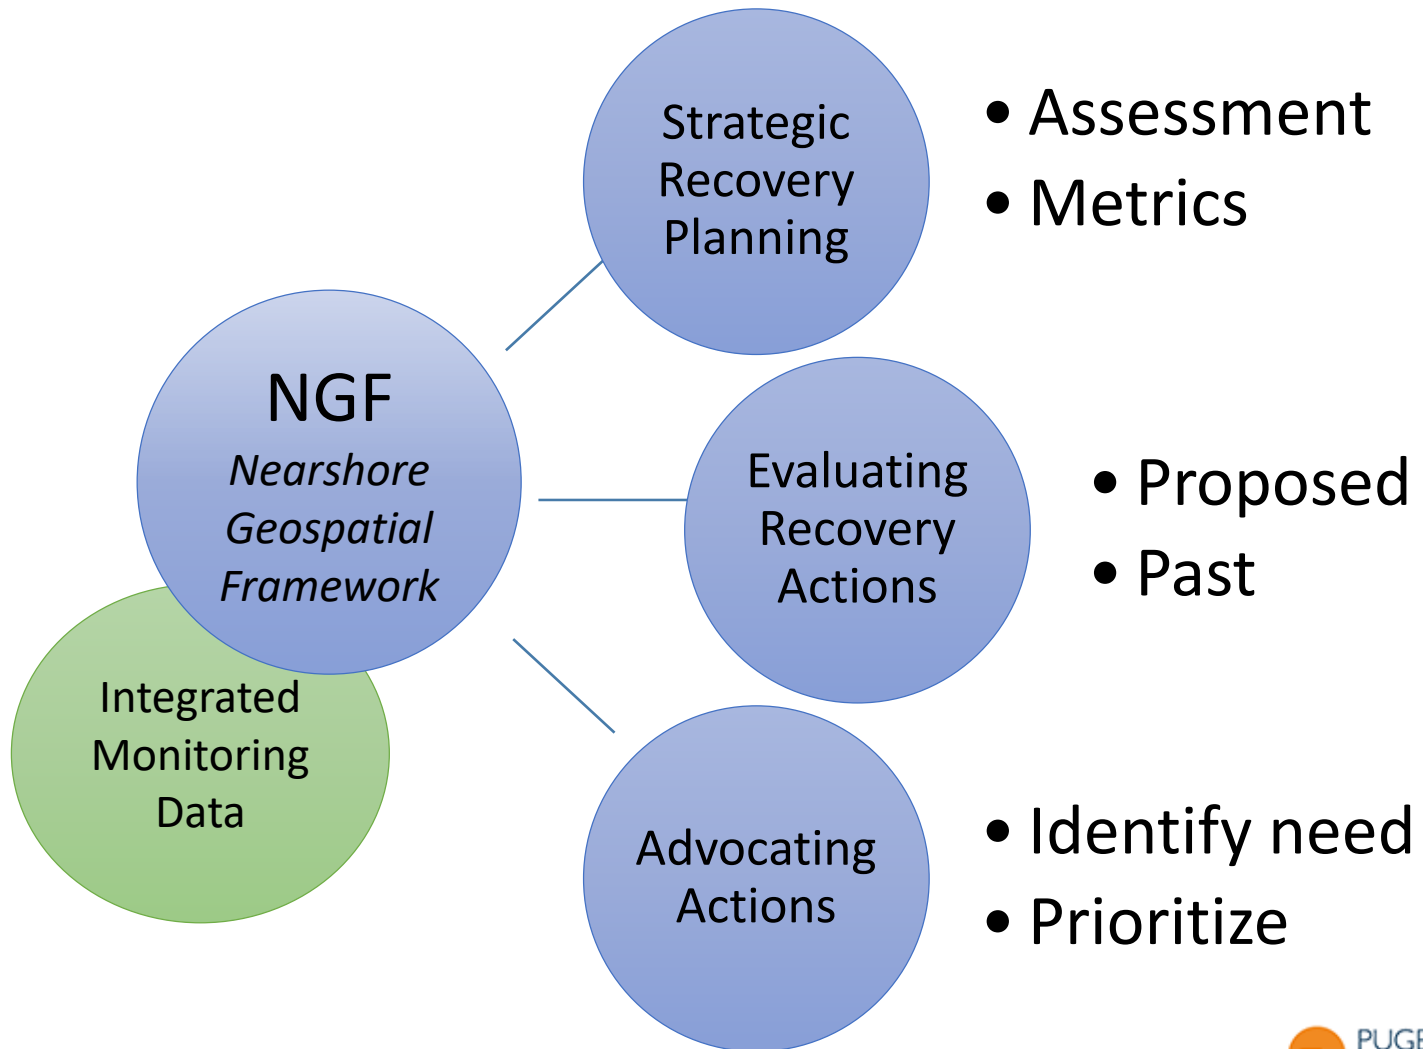 Strategic
Recovery
Planning
• Assessment
• Metrics
NGF
Nearshore
Geospatial
Framework
Evaluating
Recovery
Actions
• Proposed
• Past
Integrated
Monitoring
Data
Advocating
Actions
• Identify need
• Prioritize